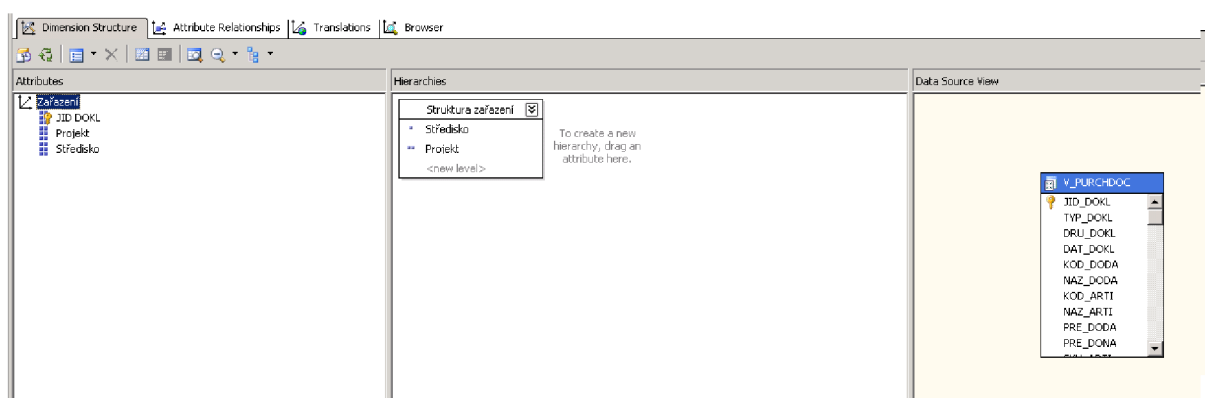 Dimension Structure Attribute Relationships Translations Browser
Attributes
Hierarchies
Data Source View
Zařazení
JID DOKL
Projekt
Středisko
Struktura zařazení
Středisko
Projekt
<new level>
To create a new
hierarchy, drag an
attribute here.
V_PURCHDOC
JID_DOKL
TYP_DOKL
DRU_DOKL
DAT_DOKL
KOD_DODA
NAZ_DODA
KOD_ARTI
NAZ_ARTI
PRE_DODA
PRE_DONA